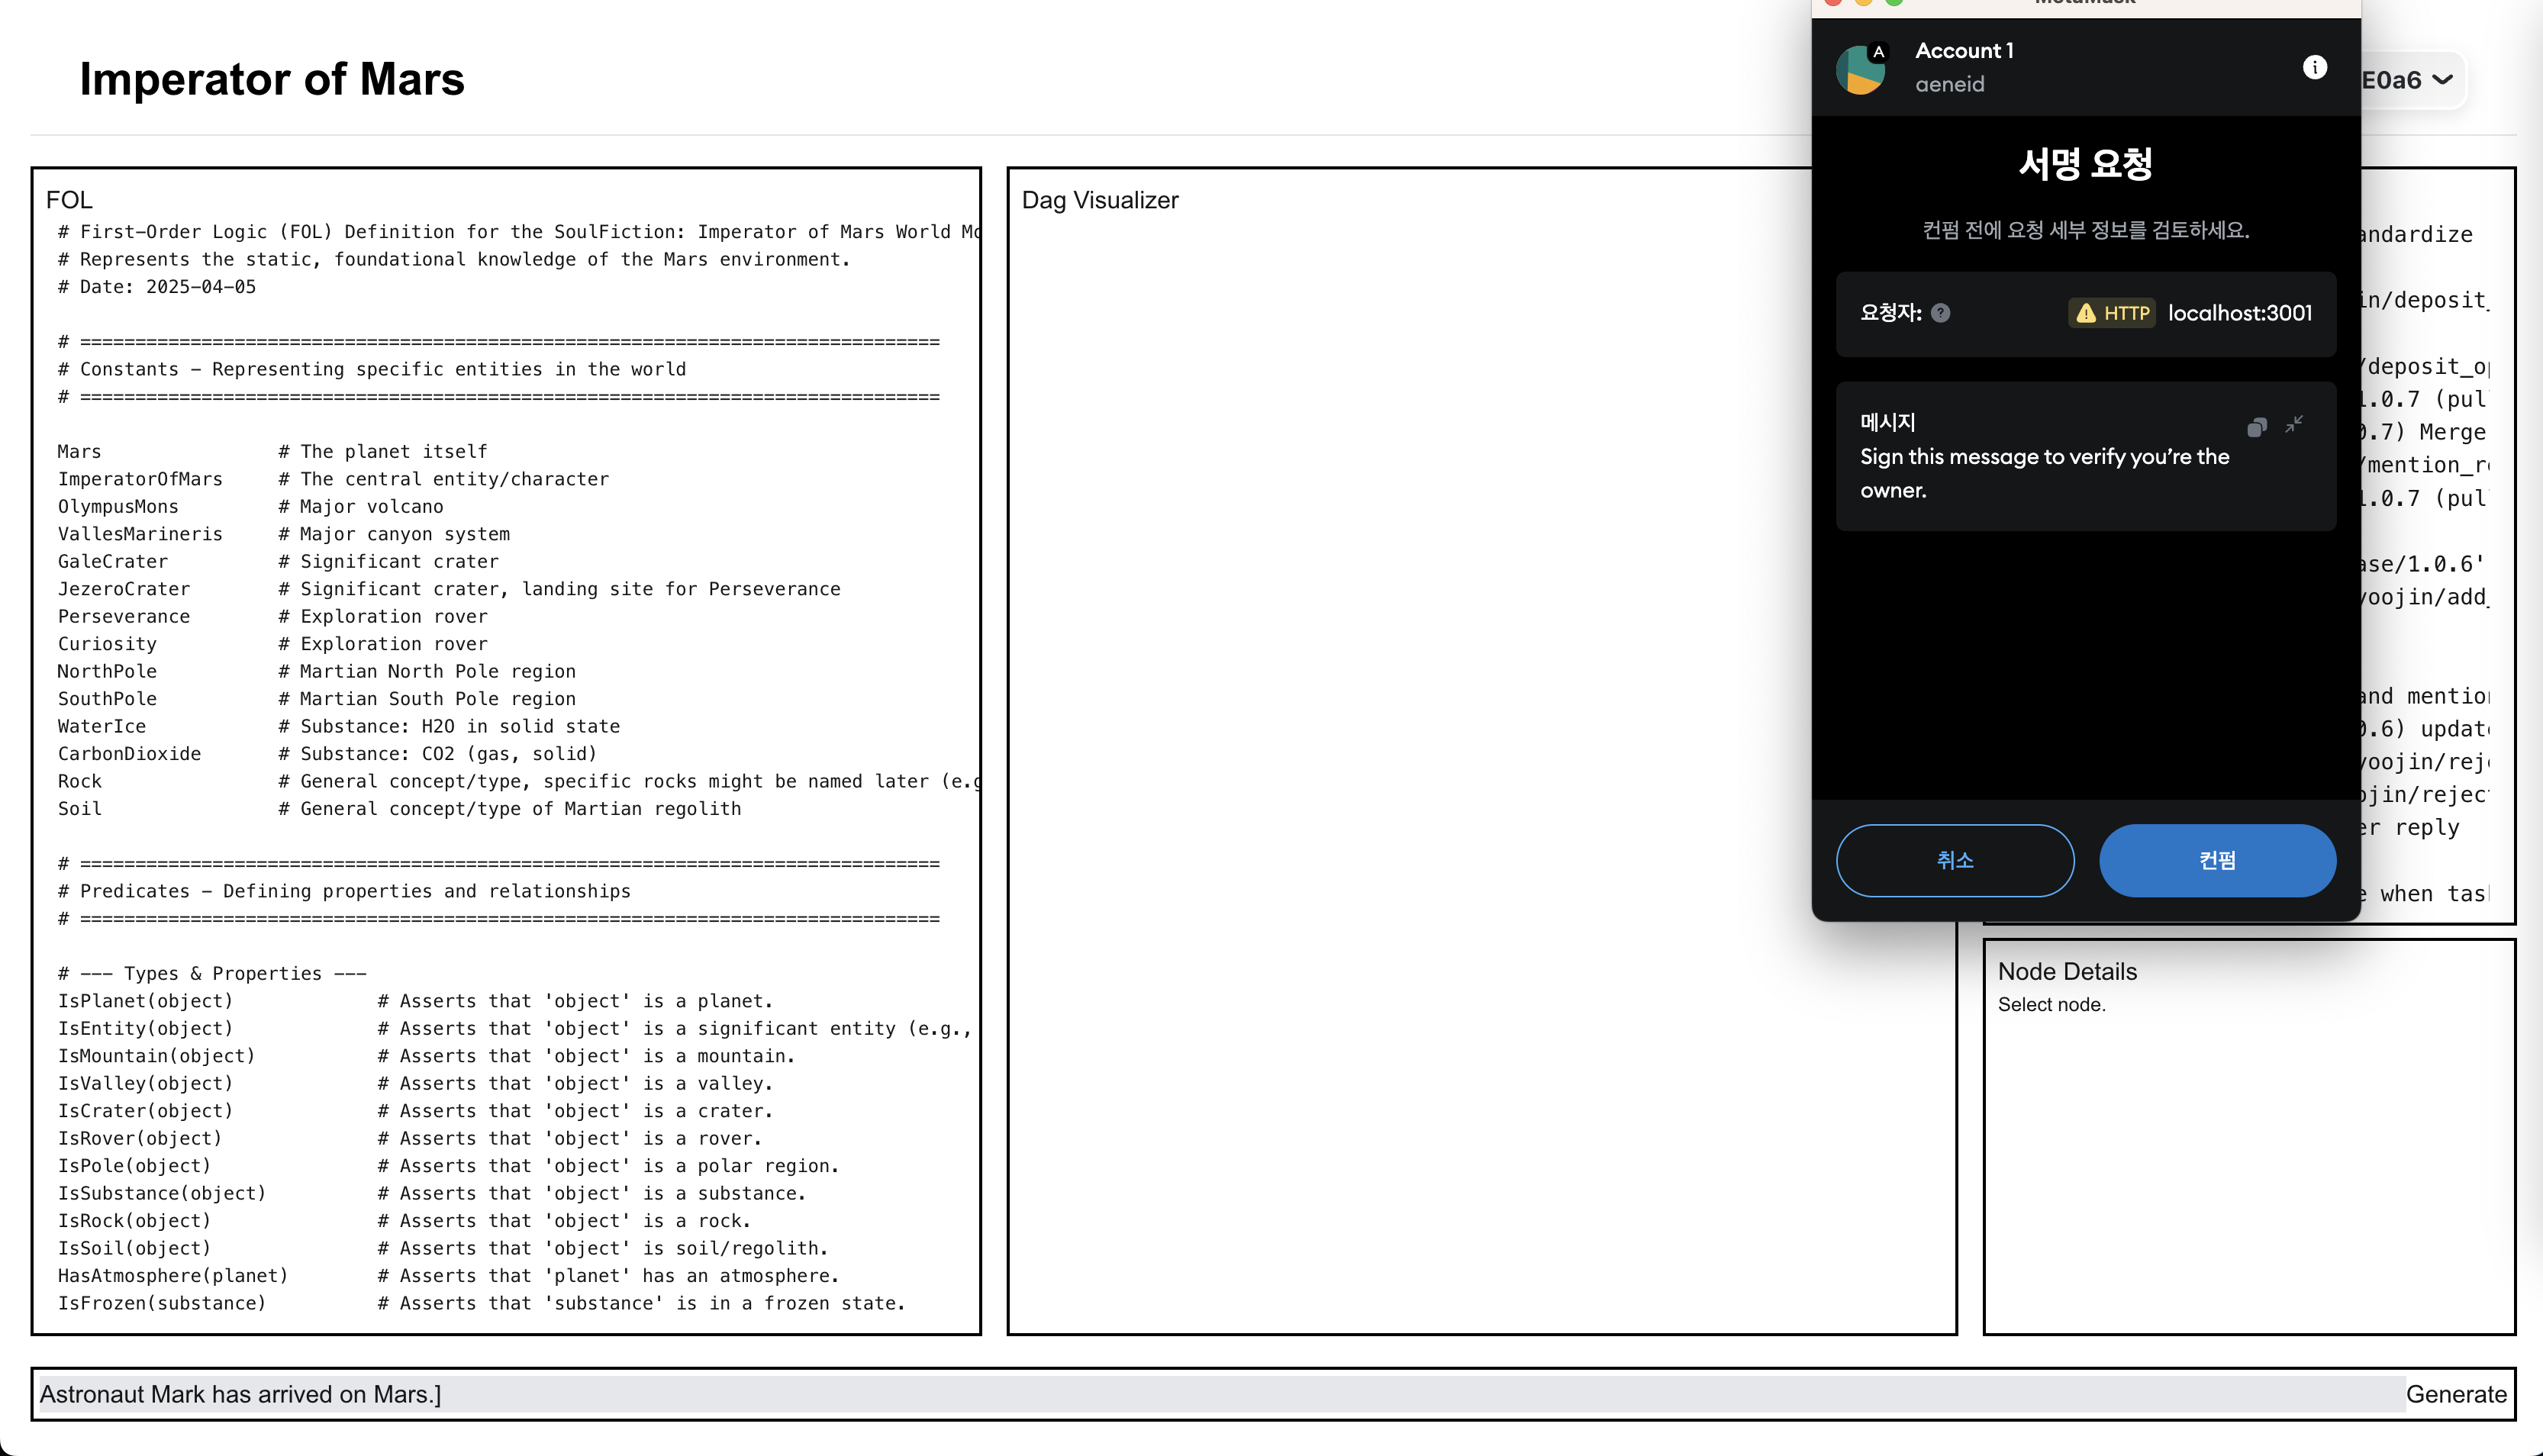 Imperator of Mars
E0a6
FOL
# First-Order Logic (FOL) Definition for the SoulFiction: Imperator of Mars World
# Represents the static, foundational knowledge of the Mars environment.
# Date: 2025-04-05
# ==============================================================================
# Constants - Representing specific entities in the world
# ==============================================================================
Mars # The planet itself
ImperatorOfMars # The central entity/character
OlympusMons # Major volcano
VallesMarineris # Major canyon system
GaleCrater # Significant crater
JezeroCrater # Significant crater, landing site for Perseverance
Perseverance # Exploration rover
Curiosity # Exploration rover
NorthPole # Martian North Pole region
SouthPole # Martian South Pole region
WaterIce # Substance: H2O in solid state
CarbonDioxide # Substance: CO2 (gas, solid)
Rock # General concept/type, specific rocks might be named later (e.g
Soil # General concept/type of Martian regolith
# ==============================================================================
# Predicates - Defining properties and relationships
# ==============================================================================
# --- Types & Properties ---
IsPlanet(object) # Asserts that 'object' is a planet.
IsEntity(object) # Asserts that 'object' is a significant entity (e.g.,
IsMountain(object) # Asserts that 'object' is a mountain.
IsValley(object) # Asserts that 'object' is a valley.
IsCrater(object) # Asserts that 'object' is a crater.
IsRover(object) # Asserts that 'object' is a rover.
IsPole(object) # Asserts that 'object' is a polar region.
IsSubstance(object) # Asserts that 'object' is a substance.
IsRock(object) # Asserts that 'object' is a rock.
IsSoil(object) # Asserts that 'object' is soil/regolith.
HasAtmosphere(planet) # Asserts that 'planet' has an atmosphere.
IsFrozen(substance) # Asserts that 'substance' is in a frozen state.
Dag Visualizer
A
Account 1
aeneid
서명 요청
컨펌 전에 요청 세부 정보를 검토하세요.
요청자: HTTP localhost:3001
메시지
Sign this message to verify you're the
owner.
취소
컨펌
andardize
in/deposit_
/deposit_o
1.0.7 (pul
0.7) Merge
/mention_r
1.0.7 (pul
ase/1.0.6'
yoojin/add_
and mention
0.6) updat
yoojin/rej
ojin/rejec
er reply
e when tas
Node Details
Select node.
Astronaut Mark has arrived on Mars.]
Generate